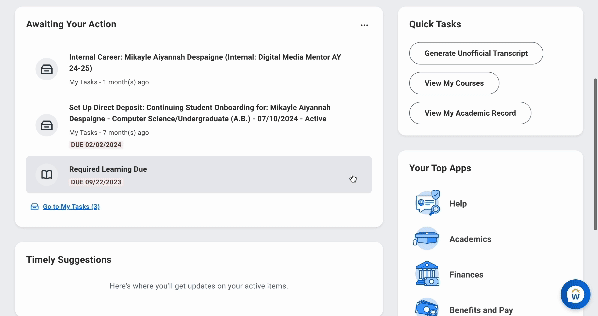 Awaiting Your Action
Internal Career: Mikayle Aiyannah Despaigne (Internal: Digital Media Mentor AY
24-25)
My Tasks - 1 month(s) ago
Set Up Direct Deposit: Continuing Student Onboarding for: Mikayle Aiyannah
Despaigne - Computer Science/Undergraduate (A.B.) - 07/10/2024 - Active
My Tasks - 7 month(s) ago
DUE 02/02/2024
Required Learning Due
DUE 09/22/2023
Go to My Tasks (3)
Timely Suggestions
Here's where you'll get updates on your active items.
Quick Tasks
Generate Unofficial Transcript
View My Courses
View My Academic Record
Your Top Apps
Help
Academics
Finances
Benefits and Pay
W